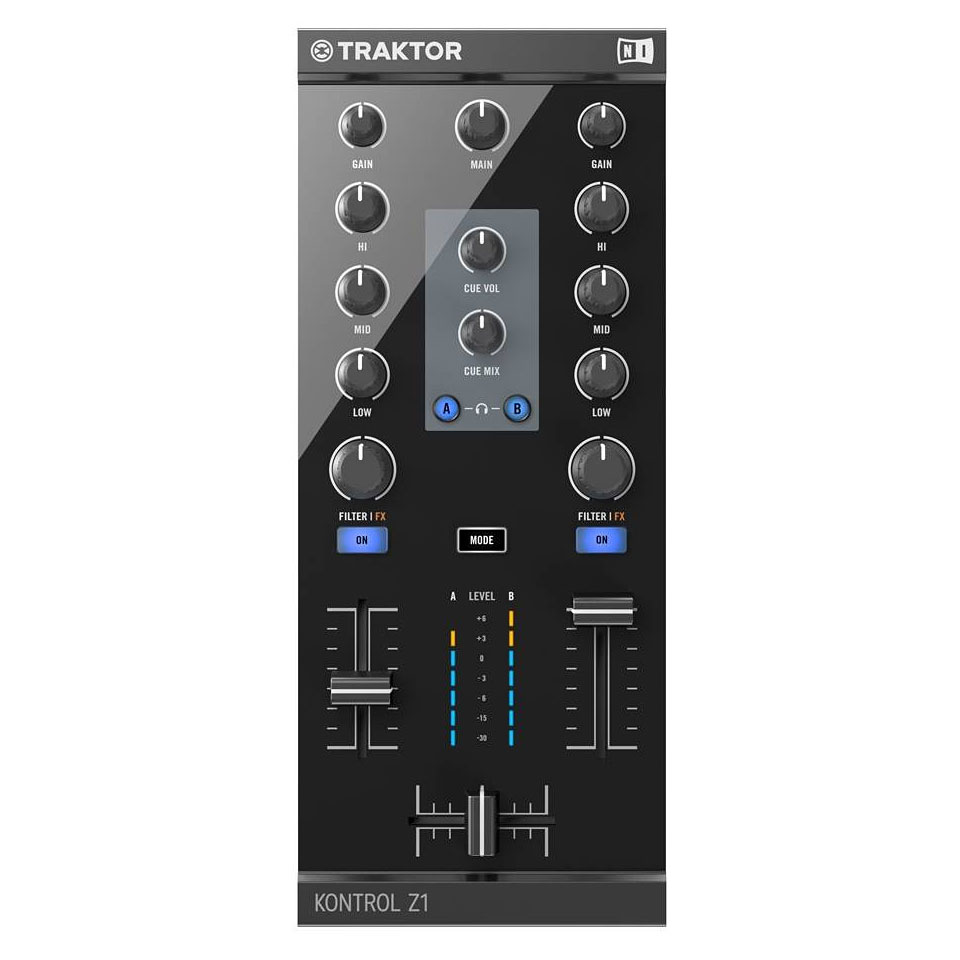 TRAKTOR NI
GAIN MAIN GAIN
HI HI
CUE VOL
MID MID
CUE MIX
LOW LOW
A B
FILTER | FX FILTER | FX
ON MODE ON
A LEVEL B
+6
+3
0
-3
-6
-15
-30
KONTROL Z1